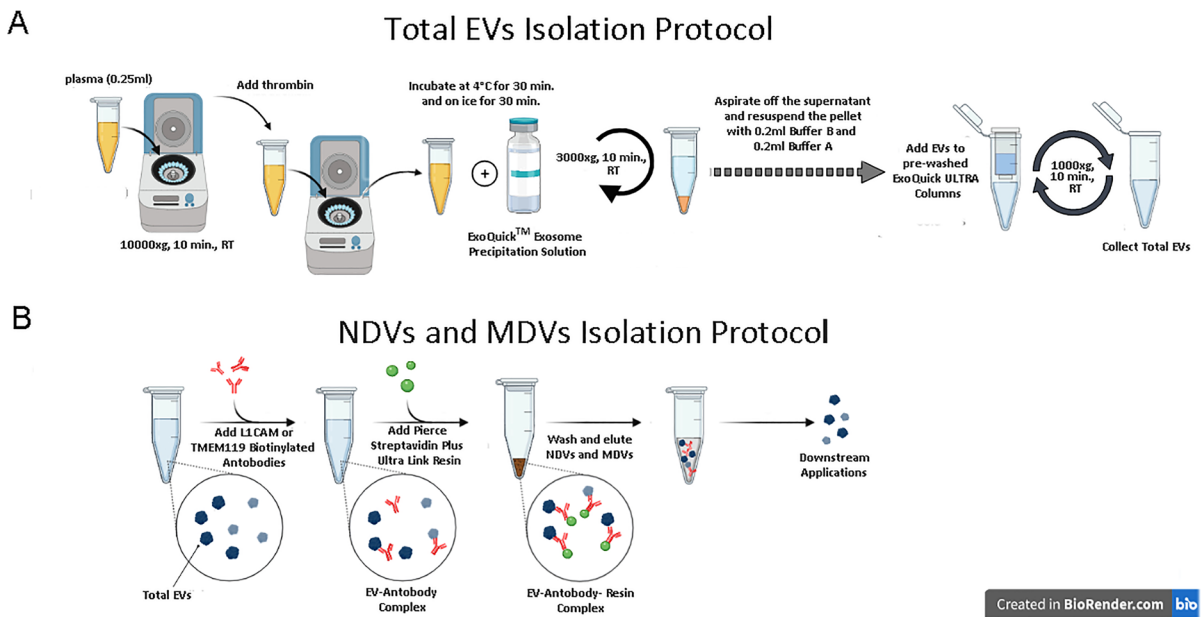 A
Total EVs Isolation Protocol
plasma (0.25ml)
10000xg, 10 min., RT
Add thrombin
Incubate at 4°C for 30 min.
and on ice for 30 min.
+
ExoQuick™ Exosome
Precipitation Solution
3000xg, 10 min.,
RT
Aspirate off the supernatant
and resuspend the pellet
with 0.2ml Buffer B and
0.2ml Buffer A
Add EVs to
pre-washed
ExoQuick ULTRA
Columns
1000xg,
10 min.,
RT
Collect Total EVs
B
NDVs and MDVs Isolation Protocol
Add L1CAM or
TMEM119 Biotinylated
Antobodies
Add Pierce
Streptavidin Plus
Ultra Link Resin
Wash and elute
NDVs and MDVs
Downstream
Applications
Total EVs
EV-Antobody
Complex
EV-Antobody- Resin
Complex
Created in BioRender.com bio